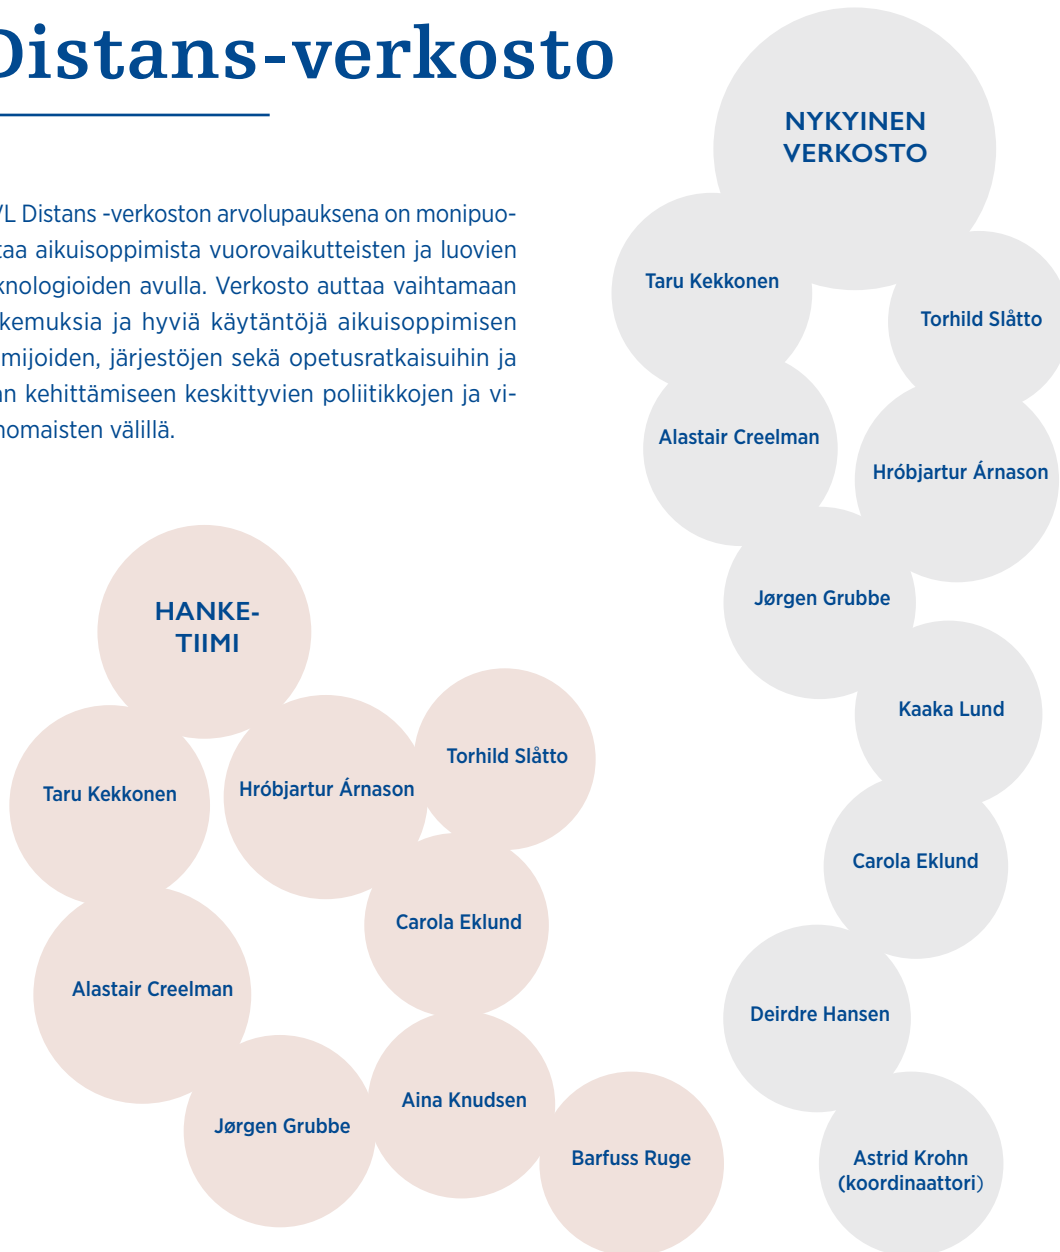 Distans-verkosto
VL Distans -verkoston arvolupauksena on monipuo-
taa aikuisoppimista vuorovaikutteisten ja luovien
knologioiden avulla. Verkosto auttaa vaihtamaan
kemuksia ja hyviä käytäntöjä aikuisoppimisen
mijoiden, järjestöjen sekä opetusratkaisuihin ja
an kehittämiseen keskittyvien poliitikkojen ja vi-
nomaisten välillä.
NYKYINEN
VERKOSTO
Taru Kekkonen
Torhild Slåtto
Alastair Creelman
Hróbjartur Árnason
Jørgen Grubbe
Kaaka Lund
Carola Eklund
Deirdre Hansen
Astrid Krohn
(koordinaattori)
HANKE-
TIIMI
Torhild Slåtto
Taru Kekkonen
Hróbjartur Árnason
Carola Eklund
Alastair Creelman
Aina Knudsen
Jørgen Grubbe
Barfuss Ruge